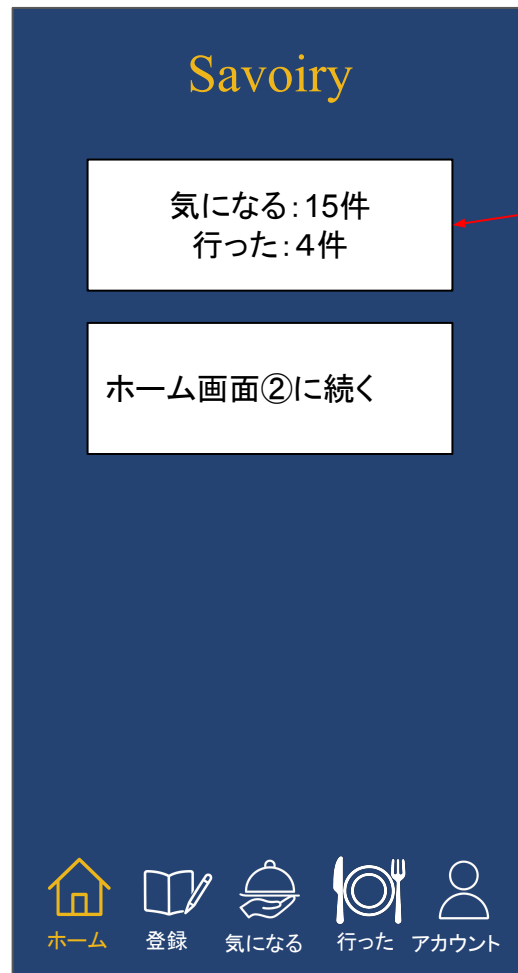 Savoiry
気になる：15件
行った：４件
ホーム画面②に続く
ホーム
登録
気になる
行った
アカウント